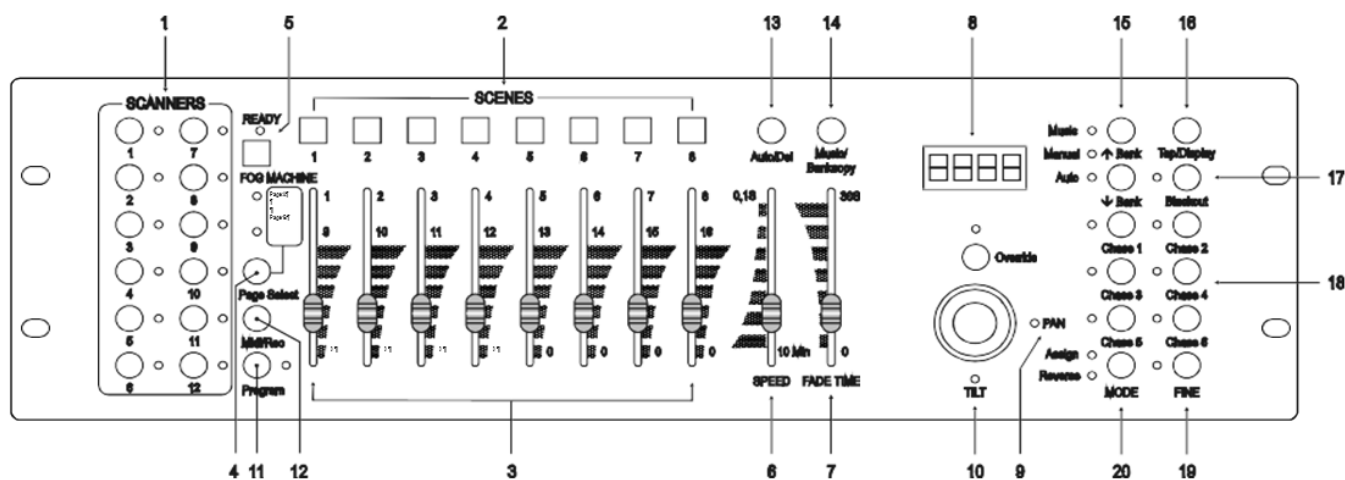 1 5 2 6 13 14 8 15 16
SCANNERS
READY
SCENES
1 7
1 2 3 4 5 6 7 8
Auto/Del
Music/
Bankcopy
Music
Manual
↑ Bank
Tap/Display
FOG MACHINE
Auto
17
2 8
1 2 3 4 5 6 7 8
0,1S
30S
↓ Bank
Blackout
3 9
9 10 11 12 13 14 15 16
Chase 1
Chase 2
Override
4 10
Page Select
Chase 3
Chase 4
18
5 11
Midi/Rec
PAN
Chase 5
Chase 6
0 0 0 0
10 Min
0
Assign
Reverse
6 12
Program
SPEED
FADE TIME
TILT
MODE
FINE
4 11 12 3 6 7 10 9 20 19